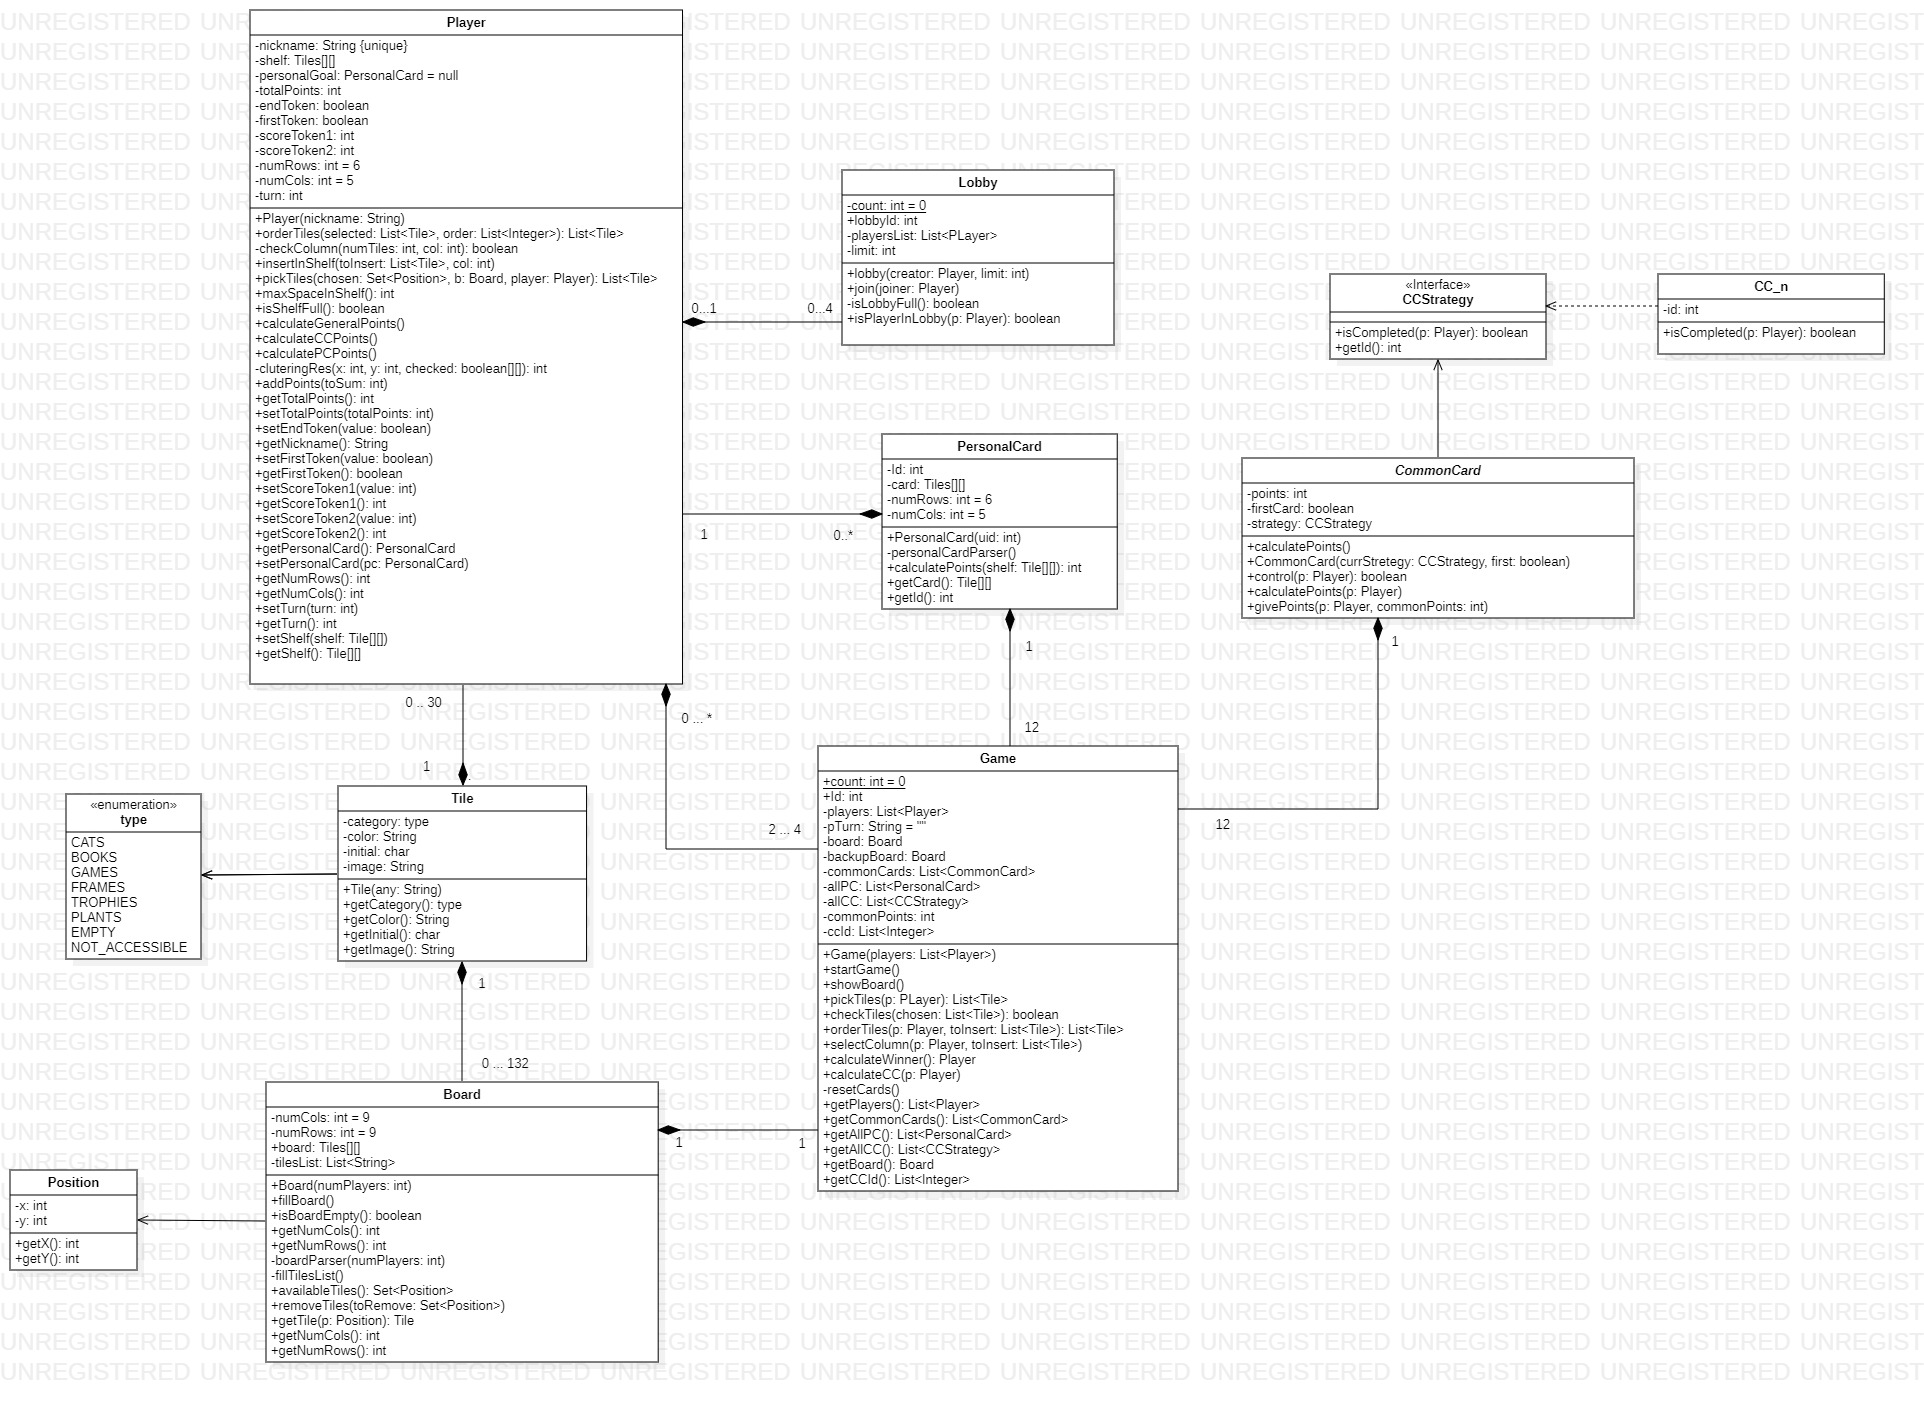 Player
-nickname: String {unique}
-shelf: Tiles[][]
-personalGoal: PersonalCard = null
-totalPoints: int
-endToken: boolean
-firstToken: boolean
-scoreToken1: int
-scoreToken2: int
-numRows: int = 6
-numCols: int = 5
-turn: int
+Player(nickname: String)
+orderTiles(selected: List<Tile>, order: List<Integer>): List<Tile>
-checkColumn(numTiles: int, col: int): boolean
+insertInShelf(toInsert: List<Tile>, col: int)
+pickTiles(chosen: Set<Position>, b: Board, player: Player): List<Tile>
+maxSpaceInShelf(): int
+isShelfFull(): boolean
+calculateGeneralPoints()
+calculateCCPoints()
+calculatePCPoints()
-cluteringRes(x: int, y: int, checked: boolean[][]): int
+addPoints(toSum: int)
+getTotalPoints(): int
+setTotalPoints(totalPoints: int)
+setEndToken(value: boolean)
+getNickname(): String
+setFirstToken(value: boolean)
+getFirstToken(): boolean
+setScoreToken1(value: int)
+getScoreToken1(): int
+setScoreToken2(value: int)
+getScoreToken2(): int
+getPersonalCard(): PersonalCard
+setPersonalCard(pc: PersonalCard)
+getNumRows(): int
+getNumCols(): int
+setTurn(turn: int)
+getTurn(): int
+setShelf(shelf: Tile[][])
+getShelf(): Tile[][]
0...1
0...4
Lobby
-count: int = 0
+lobbyId: int
-playersList: List<PLayer>
-limit: int
+lobby(creator: Player, limit: int)
+join(joiner: Player)
-isLobbyFull(): boolean
+isPlayerInLobby(p: Player): boolean
«Interface»
CCStrategy
+isCompleted(p: Player): boolean
+getId(): int
CC_n
-id: int
+isCompleted(p: Player): boolean
1
0..*
PersonalCard
-Id: int
-card: Tiles[][]
-numRows: int = 6
-numCols: int = 5
+PersonalCard(uid: int)
-personalCardParser()
+calculatePoints(shelf: Tile[][]): int
+getCard(): Tile[][]
+getId(): int
CommonCard
-points: int
-firstCard: boolean
-strategy: CCStrategy
+calculatePoints()
+CommonCard(currStretegy: CCStrategy, first: boolean)
+control(p: Player): boolean
+calculatePoints(p: Player)
+givePoints(p: Player, commonPoints: int)
1
12
1
12
0 .. 30
1
0 ... *
2 ... 4
«enumeration»
type
CATS
BOOKS
GAMES
FRAMES
TROPHIES
PLANTS
EMPTY
NOT_ACCESSIBLE
Tile
-category: type
-color: String
-initial: char
-image: String
+Tile(any: String)
+getCategory(): type
+getColor(): String
+getInitial(): char
+getImage(): String
1
0 ... 132
Game
+count: int = 0
+Id: int
-players: List<Player>
-pTurn: String = ""
-board: Board
-backupBoard: Board
-commonCards: List<CommonCard>
-allPC: List<PersonalCard>
-allCC: List<CCStrategy>
-commonPoints: int
-ccId: List<Integer>
+Game(players: List<Player>)
+startGame()
+showBoard()
+pickTiles(p: PLayer): List<Tile>
+checkTiles(chosen: List<Tile>): boolean
+orderTiles(p: Player, toInsert: List<Tile>): List<Tile>
+selectColumn(p: Player, toInsert: List<Tile>)
+calculateWinner(): Player
+calculateCC(p: Player)
-resetCards()
+getPlayers(): List<Player>
+getCommonCards(): List<CommonCard>
+getAllPC(): List<PersonalCard>
+getAllCC(): List<CCStrategy>
+getBoard(): Board
+getCCId(): List<Integer>
1
1
Board
-numCols: int = 9
-numRows: int = 9
+board: Tiles[][]
-tilesList: List<String>
+Board(numPlayers: int)
+fillBoard()
+isBoardEmpty(): boolean
+getNumCols(): int
+getNumRows(): int
-boardParser(numPlayers: int)
-fillTilesList()
+availableTiles(): Set<Position>
+removeTiles(toRemove: Set<Position>)
+getTile(p: Position): Tile
+getNumCols(): int
+getNumRows(): int
Position
-x: int
-y: int
+getX(): int
+getY(): int
UNREGISTERED